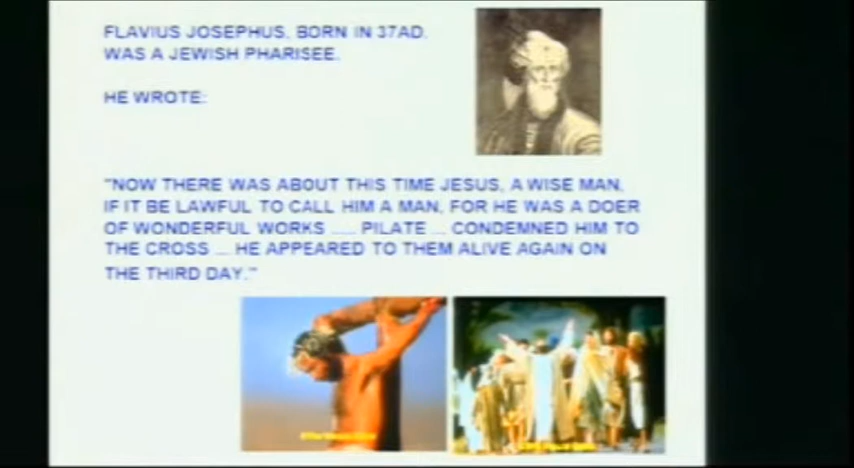 FLAVIUS JOSEPHUS. BORN IN 37AD.
WAS A JEWISH PHARISEE.
HE WROTE:
"NOW THERE WAS ABOUT THIS TIME JESUS, A WISE MAN,
IF IT BE LAWFUL TO CALL HIM A MAN, FOR HE WAS A DOER
OF WONDERFUL WORKS ..... PILATE ... CONDEMNED HIM TO
THE CROSS .... HE APPEARED TO THEM ALIVE AGAIN ON
THE THIRD DAY."